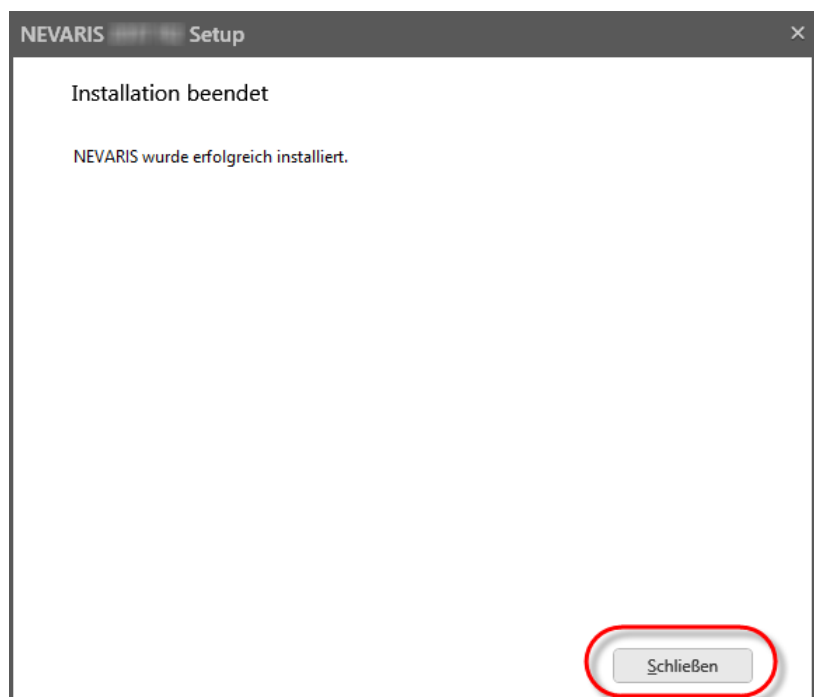 NEVARIS Setup
Installation beendet
NEVARIS wurde erfolgreich installiert.
Schließen